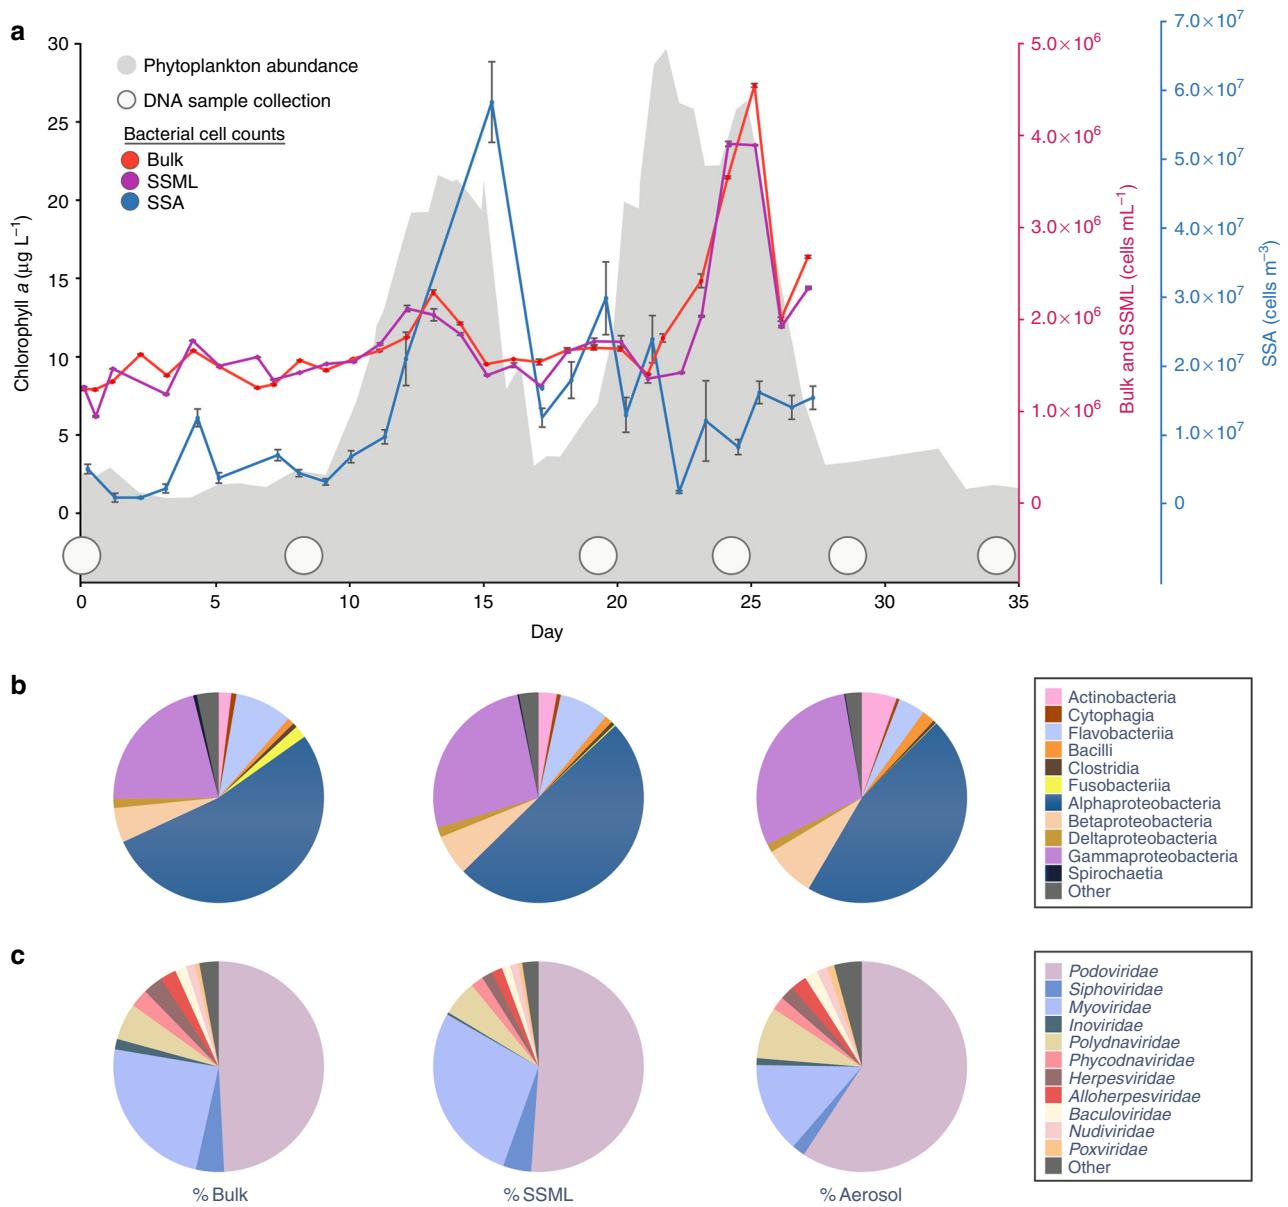 a
Phytoplankton abundance
DNA sample collection
Bacterial cell counts
Bulk
SSML
SSA
Chlorophyll a (μg L⁻¹)
30
25
20
15
10
5
0
0 5 10 15 20 25 30 35
Day
5.0×10⁶
4.0×10⁶
3.0×10⁶
2.0×10⁶
1.0×10⁶
0
Bulk and SSML (cells mL⁻¹)
7.0×10⁷
6.0×10⁷
5.0×10⁷
4.0×10⁷
3.0×10⁷
2.0×10⁷
1.0×10⁷
0
SSA (cells m⁻³)
b
Actinobacteria
Cytophagia
Flavobacteriia
Bacilli
Clostridia
Fusobacteriia
Alphaproteobacteria
Betaproteobacteria
Deltaproteobacteria
Gammaproteobacteria
Spirochaetia
Other
c
Podoviridae
Siphoviridae
Myoviridae
Inoviridae
Polydnaviridae
Phycodnaviridae
Herpesviridae
Alloherpesviridae
Baculoviridae
Nudiviridae
Poxviridae
Other
% Bulk
% SSML
% Aerosol